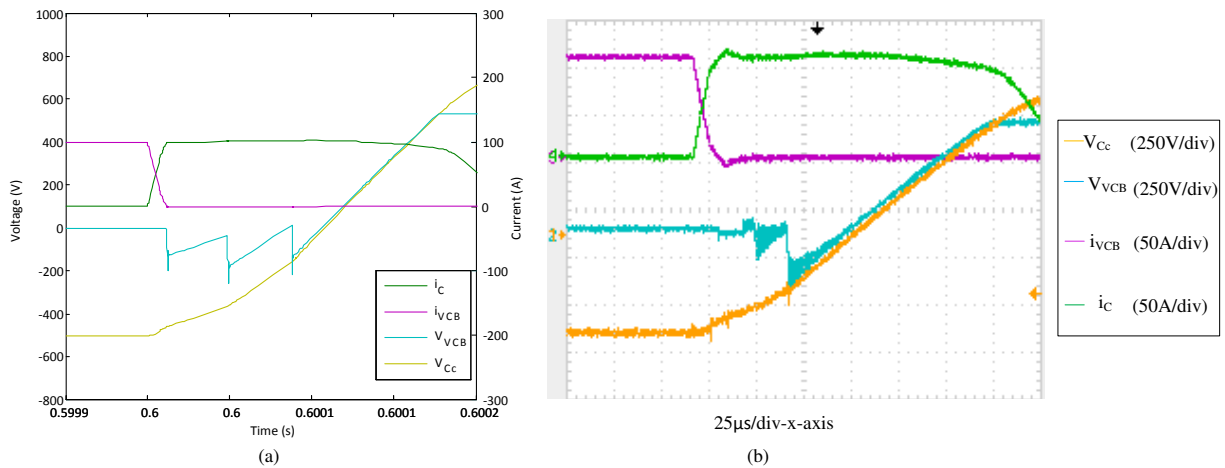 1000
800
600
400
200
0
-200
-400
-600
-800
Voltage (V)
300
200
100
0
-100
-200
-300
Current (A)
0.5999
0.6
0.6
0.6001
0.6001
0.6002
Time (s)
i_C
i_VCB
V_VCB
V_Cc
(a)
25µs/div-x-axis
(b)
V_Cc (250V/div)
V_VCB (250V/div)
i_VCB (50A/div)
i_C (50A/div)